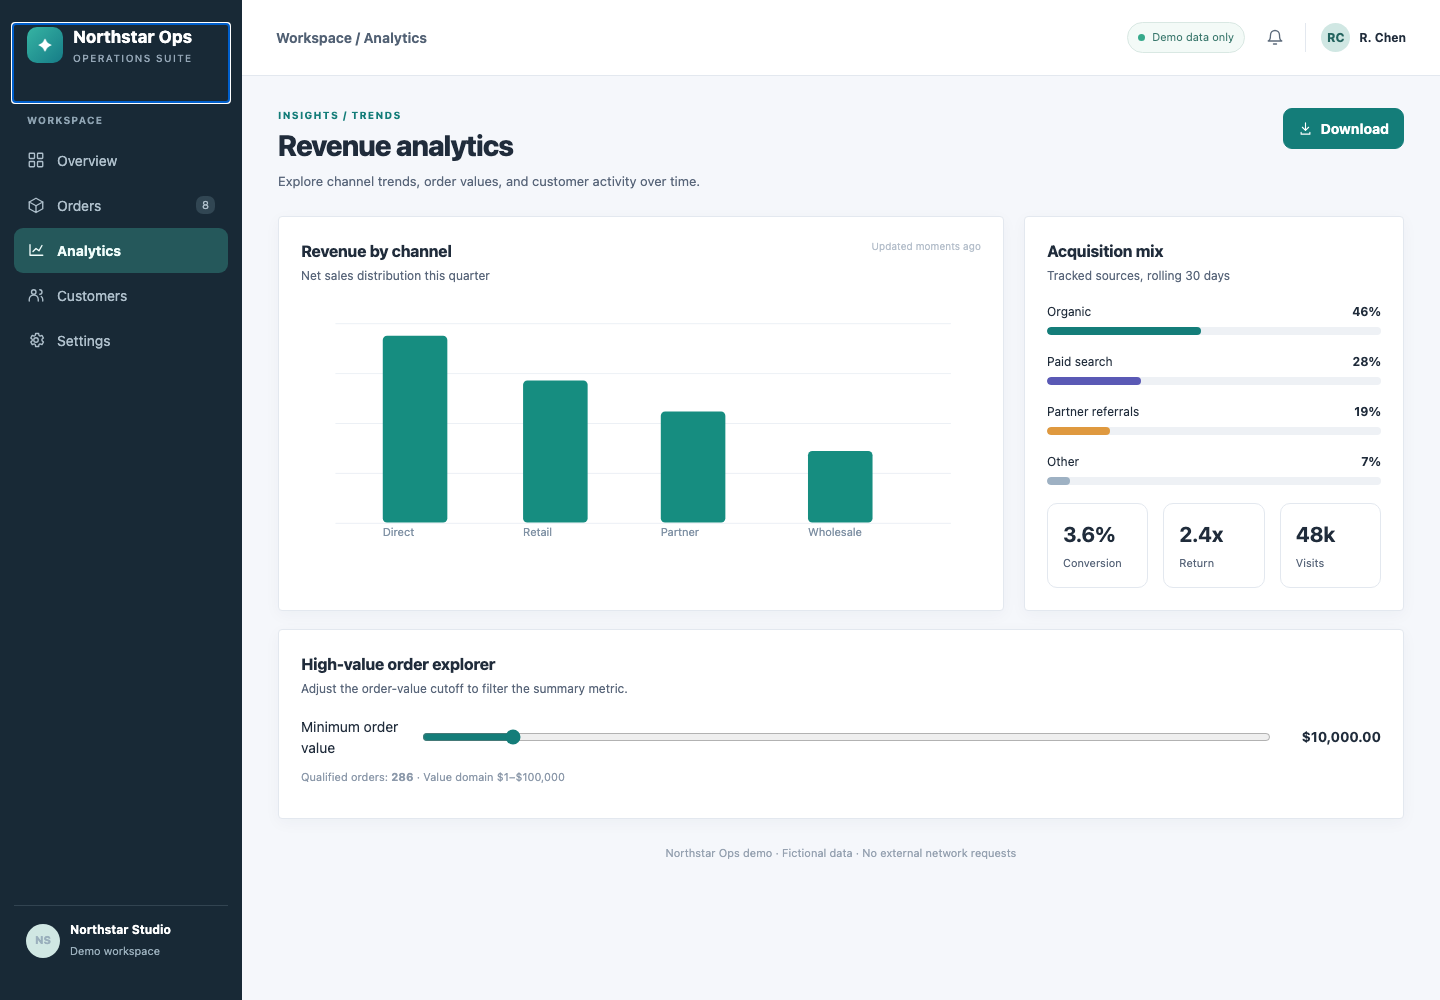 Northstar Ops
OPERATIONS SUITE
WORKSPACE
Overview
Orders 8
Analytics
Customers
Settings
NS
Northstar Studio
Demo workspace
Workspace / Analytics
Demo data only
RC R. Chen
INSIGHTS / TRENDS
Revenue analytics
Explore channel trends, order values, and customer activity over time.
Download
Revenue by channel
Updated moments ago
Net sales distribution this quarter
Direct Retail Partner Wholesale
Acquisition mix
Tracked sources, rolling 30 days
Organic 46%
Paid search 28%
Partner referrals 19%
Other 7%
3.6% 2.4x 48k
Conversion Return Visits
High-value order explorer
Adjust the order-value cutoff to filter the summary metric.
Minimum order
value
$10,000.00
Qualified orders: 286 · Value domain $1–$100,000
Northstar Ops demo · Fictional data · No external network requests